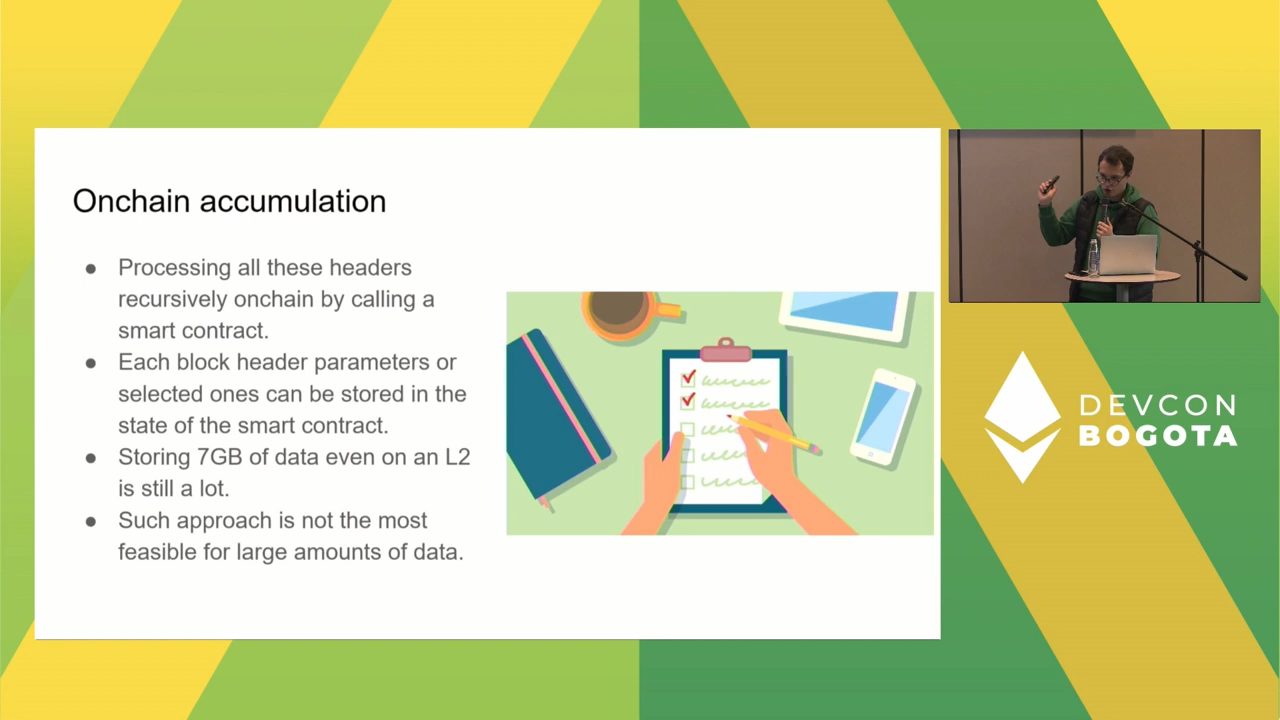 Onchain accumulation
● Processing all these headers
recursively onchain by calling a
smart contract.
● Each block header parameters or
selected ones can be stored in the
state of the smart contract.
● Storing 7GB of data even on an L2
is still a lot.
● Such approach is not the most
feasible for large amounts of data.
DEVCON
BOGOTA